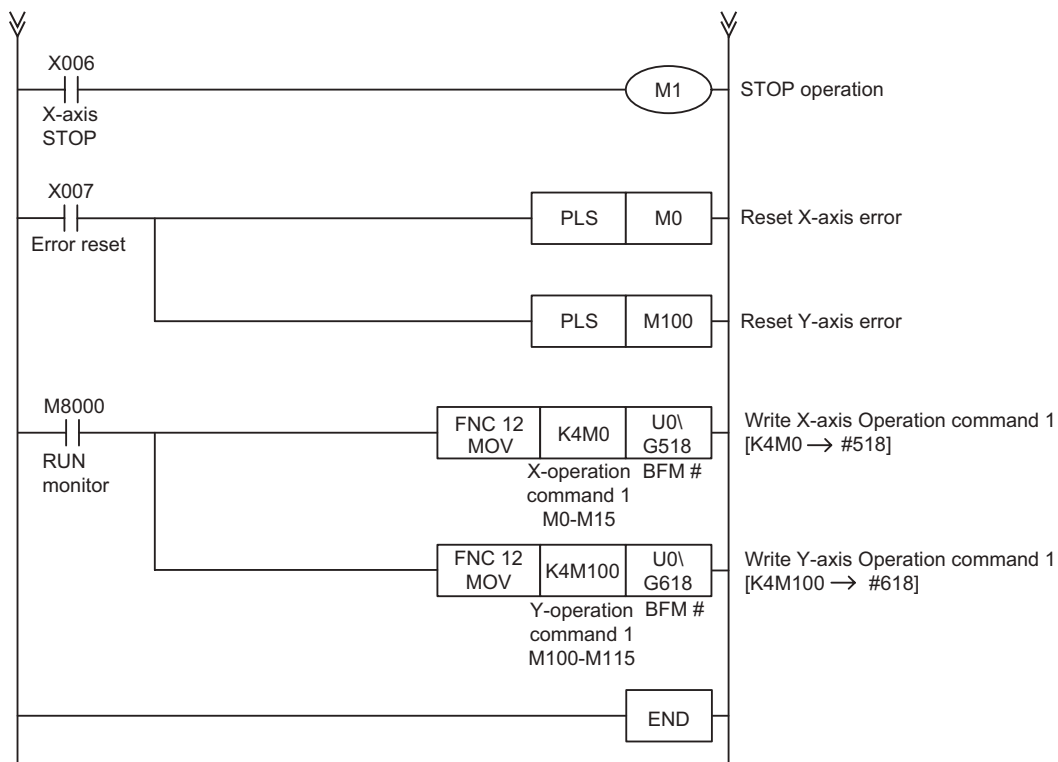 X006
X-axis
STOP
M1
STOP operation
X007
Error reset
PLS M0
Reset X-axis error
PLS M100
Reset Y-axis error
M8000
RUN
monitor
FNC 12
MOV
K4M0
U0\
G518
X-operation
command 1
M0-M15
BFM #
Write X-axis Operation command 1
[K4M0 → #518]
FNC 12
MOV
K4M100
U0\
G618
Y-operation
command 1
M100-M115
BFM #
Write Y-axis Operation command 1
[K4M100 → #618]
END